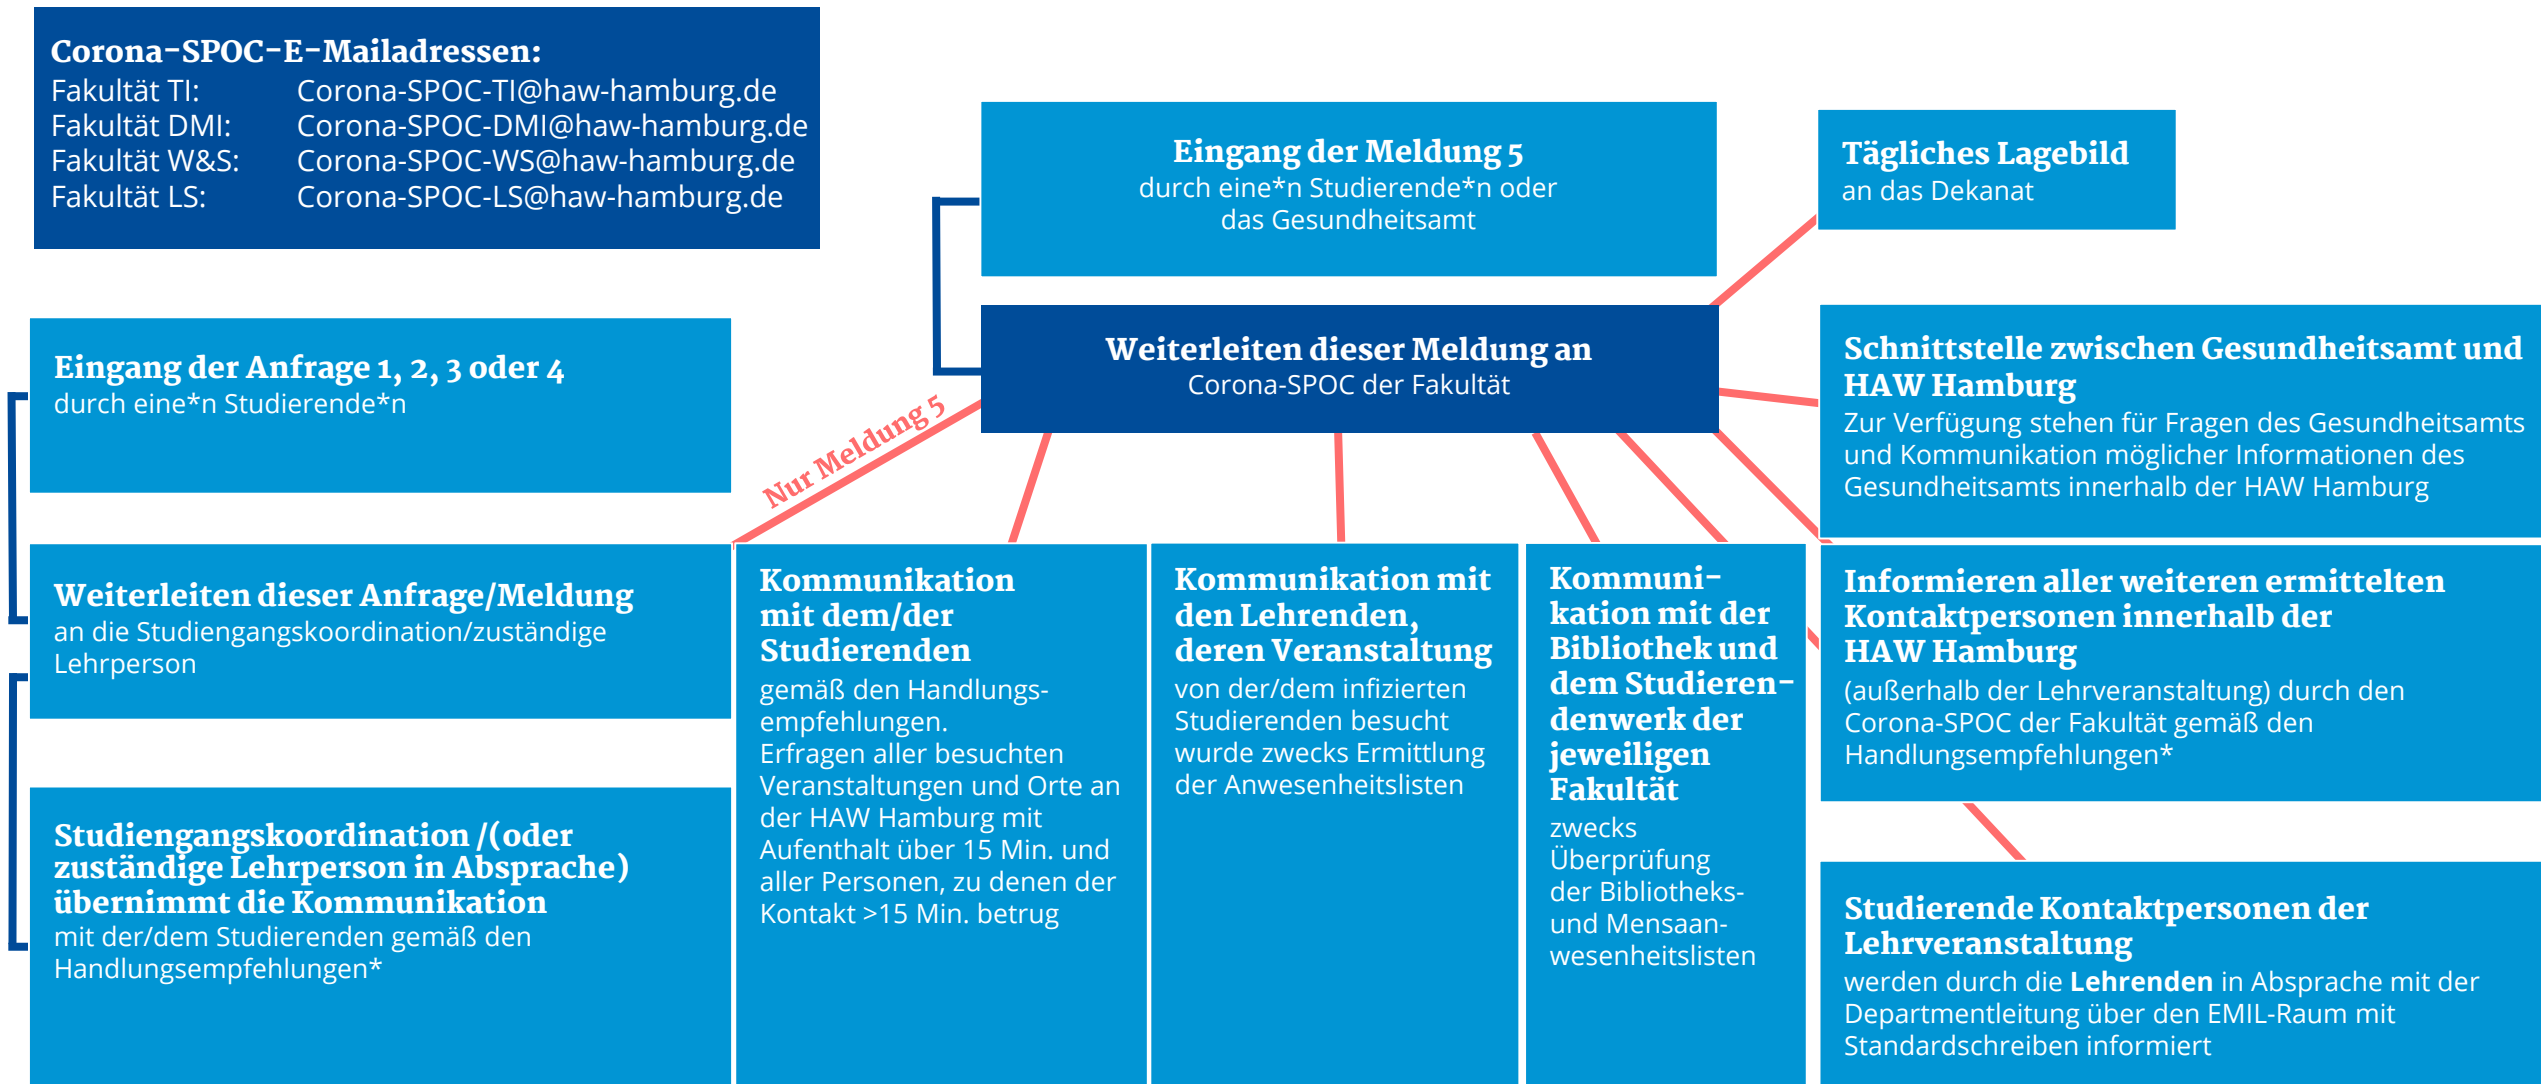 Corona-SPOC-E-Mailadressen:
Fakultät TI: Corona-SPOC-TI@haw-hamburg.de
Fakultät DMI: Corona-SPOC-DMI@haw-hamburg.de
Fakultät W&S: Corona-SPOC-WS@haw-hamburg.de
Fakultät LS: Corona-SPOC-LS@haw-hamburg.de
Eingang der Meldung 5
durch eine*n Studierende*n oder
das Gesundheitsamt
Tägliches Lagebild
an das Dekanat
Weiterleiten dieser Meldung an
Corona-SPOC der Fakultät
Schnittstelle zwischen Gesundheitsamt und
HAW Hamburg
Zur Verfügung stehen für Fragen des Gesundheitsamts
und Kommunikation möglicher Informationen des
Gesundheitsamts innerhalb der HAW Hamburg
Eingang der Anfrage 1, 2, 3 oder 4
durch eine*n Studierende*n
Nur Meldung 5
Weiterleiten dieser Anfrage/Meldung
an die Studiengangskoordination/zuständige
Lehrperson
Studiengangskoordination /(oder
zuständige Lehrperson in Absprache)
übernimmt die Kommunikation
mit der/dem Studierenden gemäß den
Handlungsempfehlungen*
Kommunikation
mit dem/der
Studierenden
gemäß den Handlungs-
empfehlungen.
Erfragen aller besuchten
Veranstaltungen und Orte an
der HAW Hamburg mit
Aufenthalt über 15 Min. und
aller Personen, zu denen der
Kontakt >15 Min. betrug
Kommunikation mit
den Lehrenden,
deren Veranstaltung
von der/dem infizierten
Studierenden besucht
wurde zwecks Ermittlung
der Anwesenheitslisten
Kommuni-
kation mit der
Bibliothek und
dem Studieren-
denwerk der
jeweiligen
Fakultät
zwecks
Überprüfung
der Bibliotheks-
und Mensaan-
wesenheitslisten
Informieren aller weiteren ermittelten
Kontaktpersonen innerhalb der
HAW Hamburg
(außerhalb der Lehrveranstaltung) durch den
Corona-SPOC der Fakultät gemäß den
Handlungsempfehlungen*
Studierende Kontaktpersonen der
Lehrveranstaltung
werden durch die Lehrenden in Absprache mit der
Departmentleitung über den EMIL-Raum mit
Standardschreiben informiert